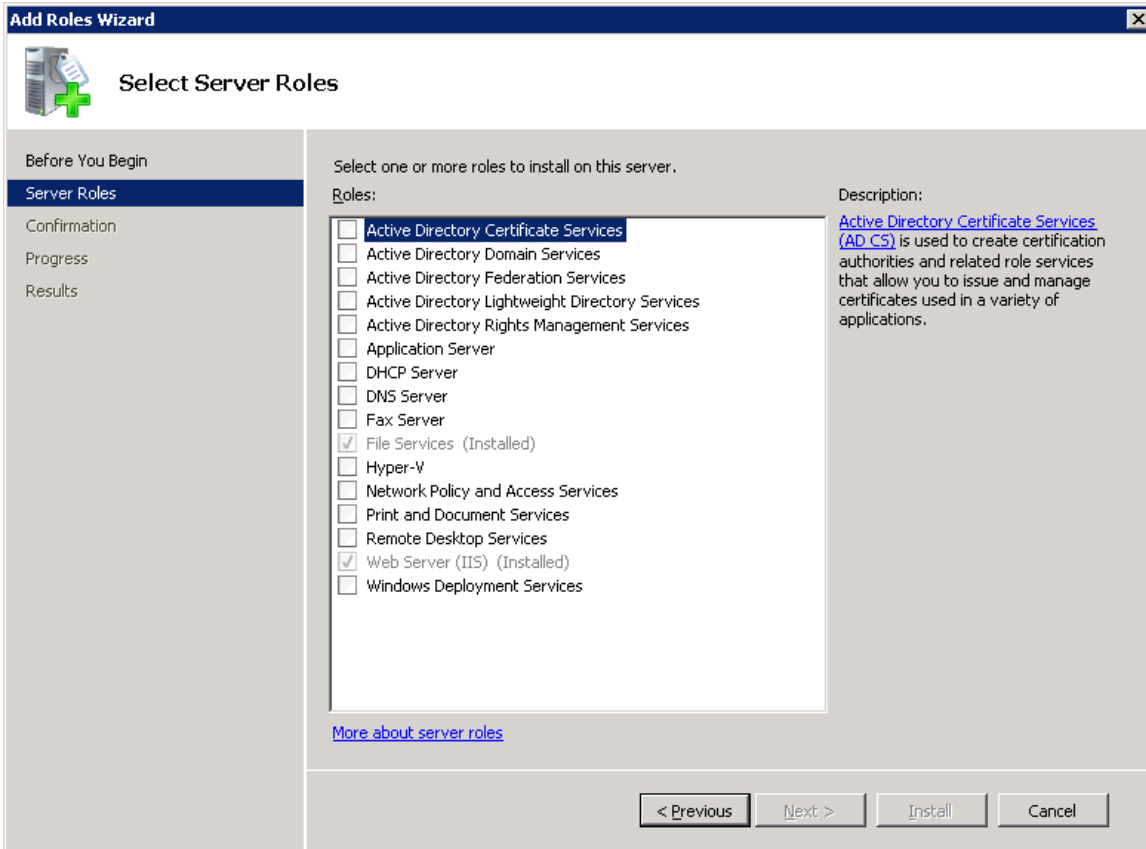 Add Roles Wizard
Select Server Roles
Before You Begin
Server Roles
Confirmation
Progress
Results
Select one or more roles to install on this server.
Roles:
Active Directory Certificate Services
Active Directory Domain Services
Active Directory Federation Services
Active Directory Lightweight Directory Services
Active Directory Rights Management Services
Application Server
DHCP Server
DNS Server
Fax Server
File Services (Installed)
Hyper-V
Network Policy and Access Services
Print and Document Services
Remote Desktop Services
Web Server (IIS) (Installed)
Windows Deployment Services
More about server roles
Description:
Active Directory Certificate Services
(AD CS) is used to create certification
authorities and related role services
that allow you to issue and manage
certificates used in a variety of
applications.
< Previous
Next >
Install
Cancel